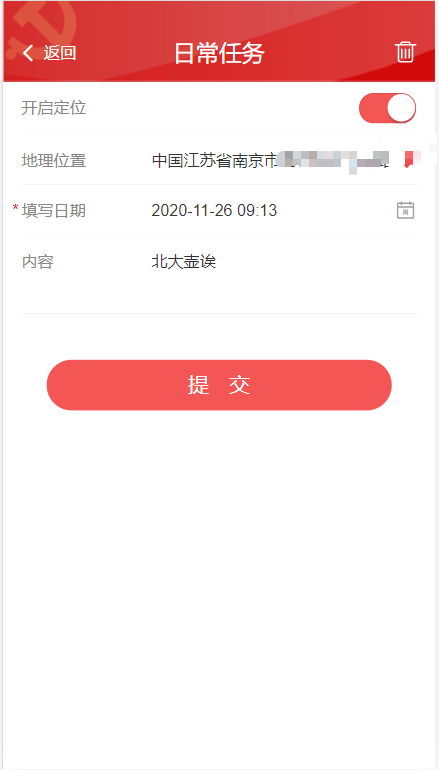 返回
日常任务
开启定位
地理位置 中国江苏省南京市
* 填写日期 2020-11-26 09:13
内容 北大壶诶
提 交